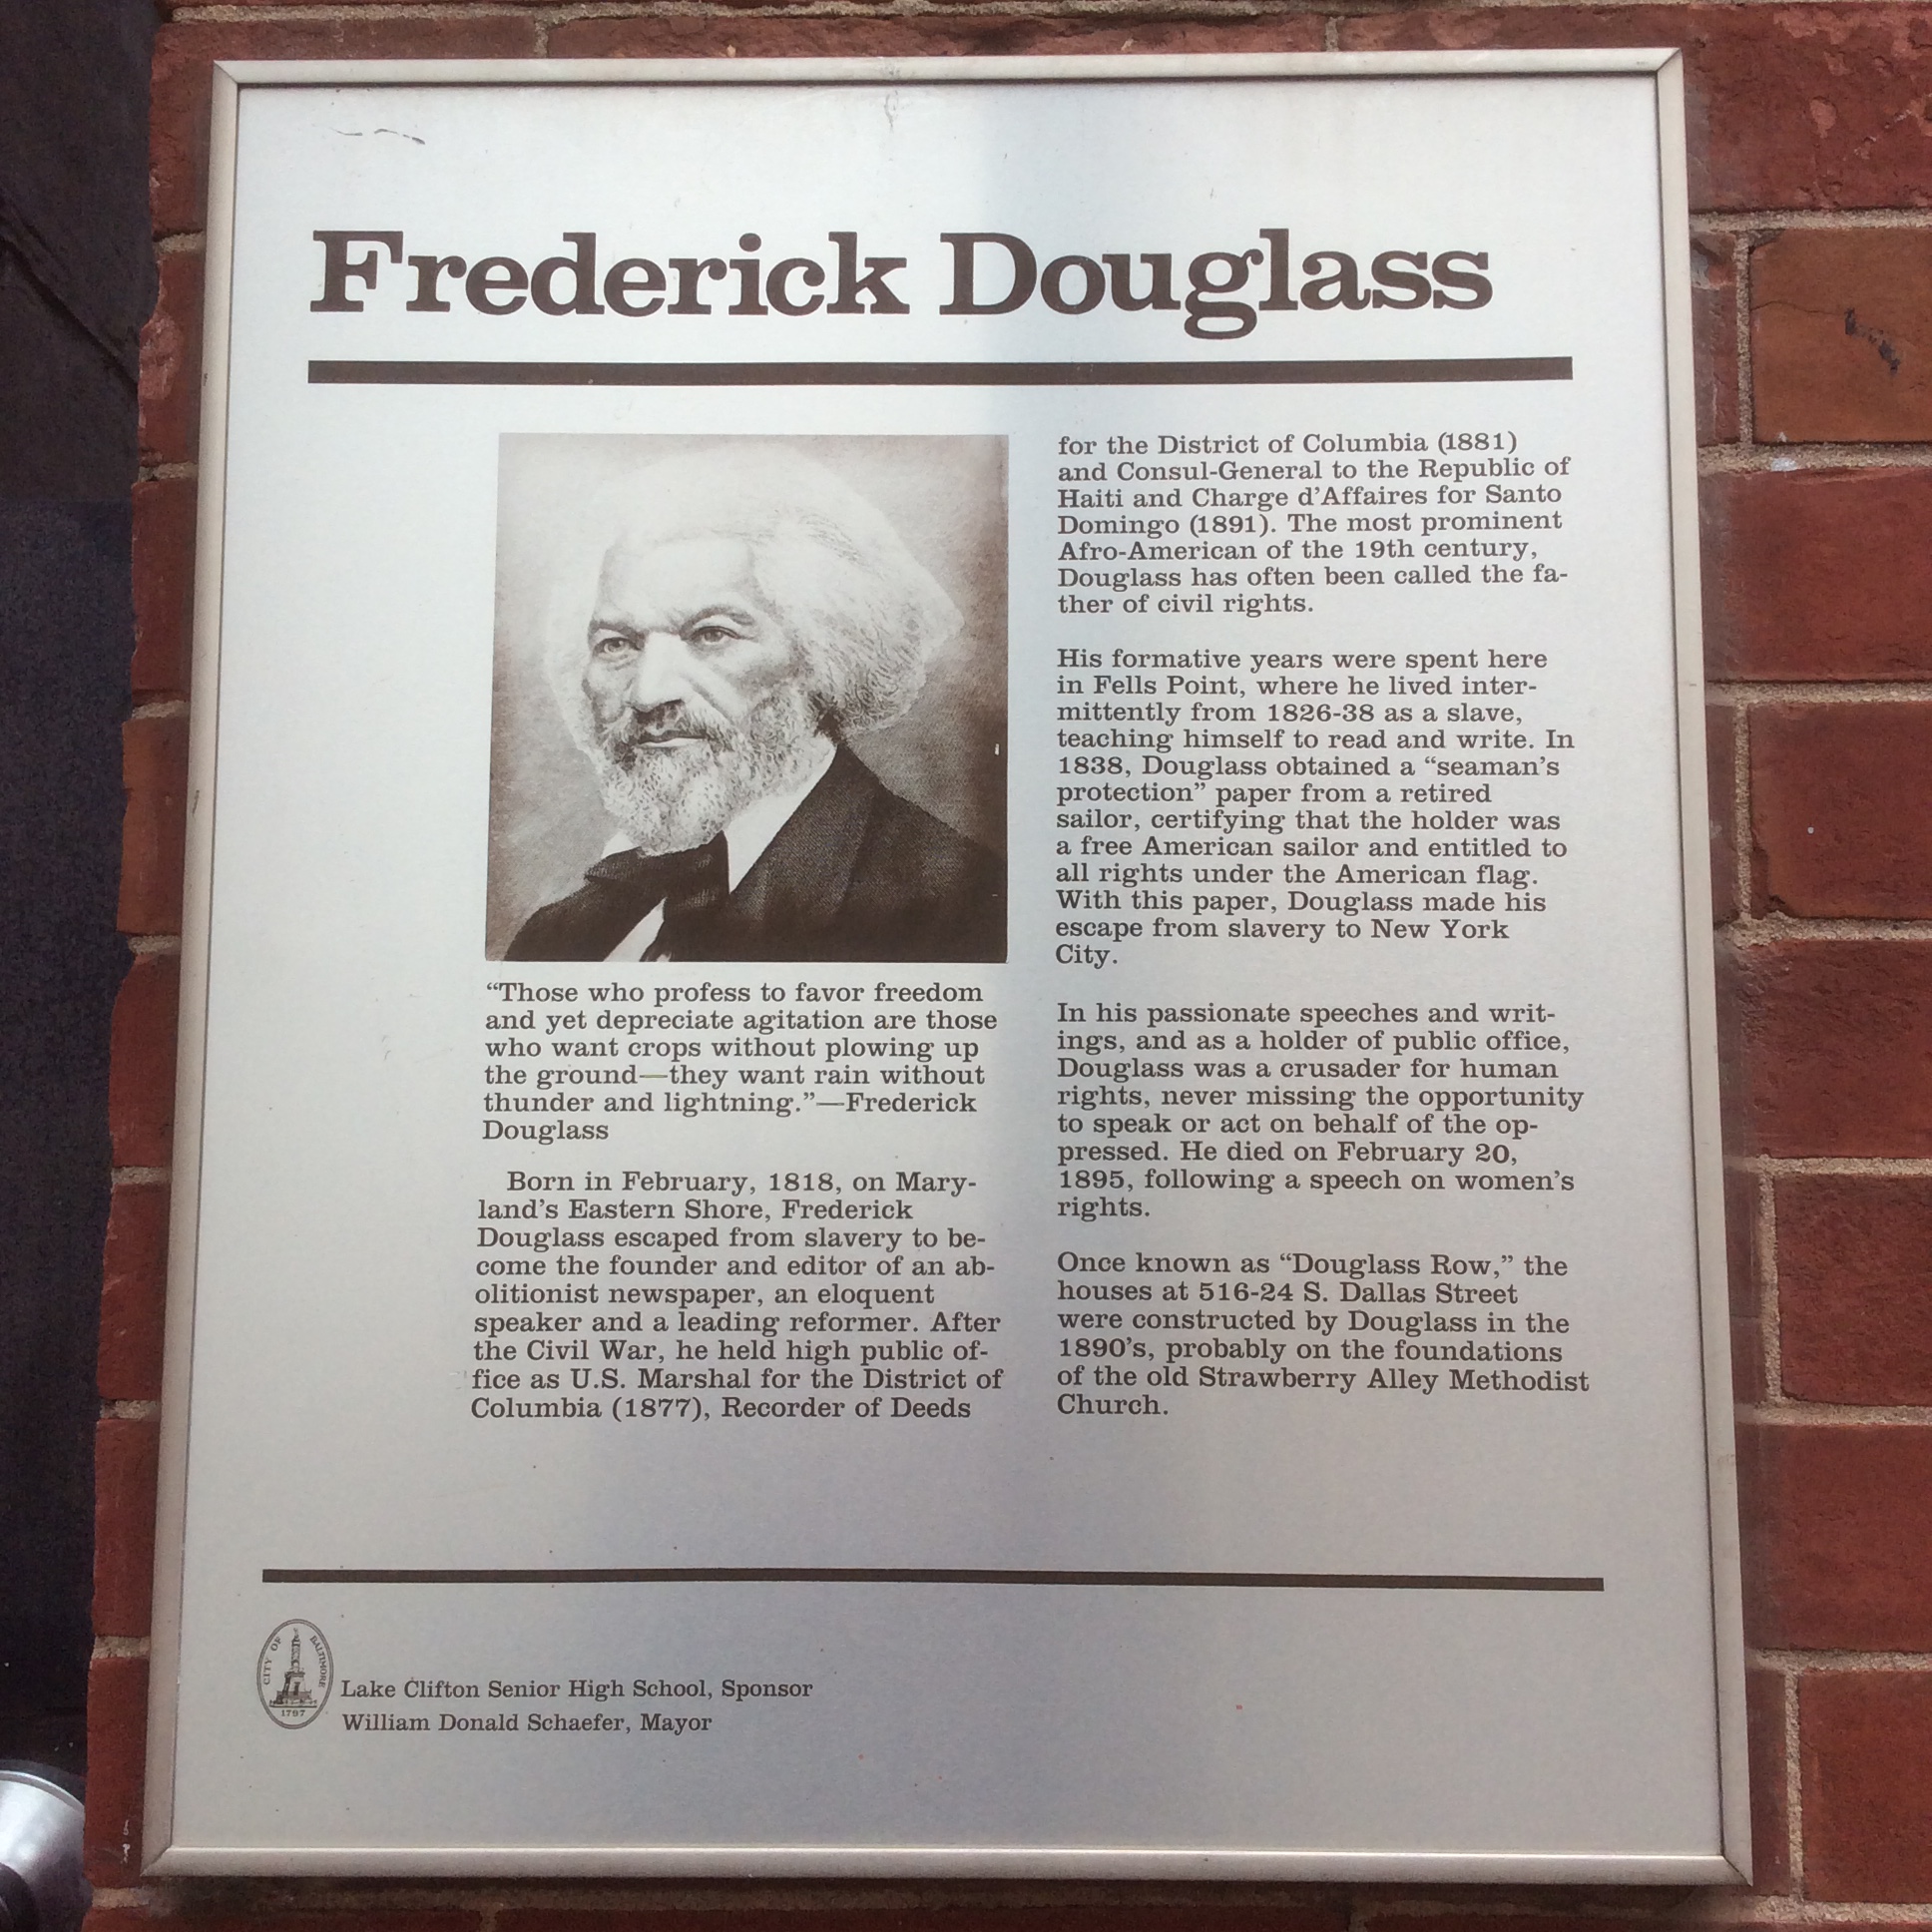 Frederick Douglass
"Those who profess to favor freedom
and yet depreciate agitation are those
who want crops without plowing up
the ground—they want rain without
thunder and lightning."—Frederick
Douglass
Born in February, 1818, on Mary-
land's Eastern Shore, Frederick
Douglass escaped from slavery to be-
come the founder and editor of an ab-
olitionist newspaper, an eloquent
speaker and a leading reformer. After
the Civil War, he held high public of-
fice as U.S. Marshal for the District of
Columbia (1877), Recorder of Deeds
for the District of Columbia (1881)
and Consul-General to the Republic of
Haiti and Charge d'Affaires for Santo
Domingo (1891). The most prominent
Afro-American of the 19th century,
Douglass has often been called the fa-
ther of civil rights.
His formative years were spent here
in Fells Point, where he lived inter-
mittently from 1826-38 as a slave,
teaching himself to read and write. In
1838, Douglass obtained a "seaman's
protection" paper from a retired
sailor, certifying that the holder was
a free American sailor and entitled to
all rights under the American flag.
With this paper, Douglass made his
escape from slavery to New York
City.
In his passionate speeches and writ-
ings, and as a holder of public office,
Douglass was a crusader for human
rights, never missing the opportunity
to speak or act on behalf of the op-
pressed. He died on February 20,
1895, following a speech on women's
rights.
Once known as "Douglass Row," the
houses at 516-24 S. Dallas Street
were constructed by Douglass in the
1890's, probably on the foundations
of the old Strawberry Alley Methodist
Church.
CITY OF BALTIMORE
1797
Lake Clifton Senior High School, Sponsor
William Donald Schaefer, Mayor